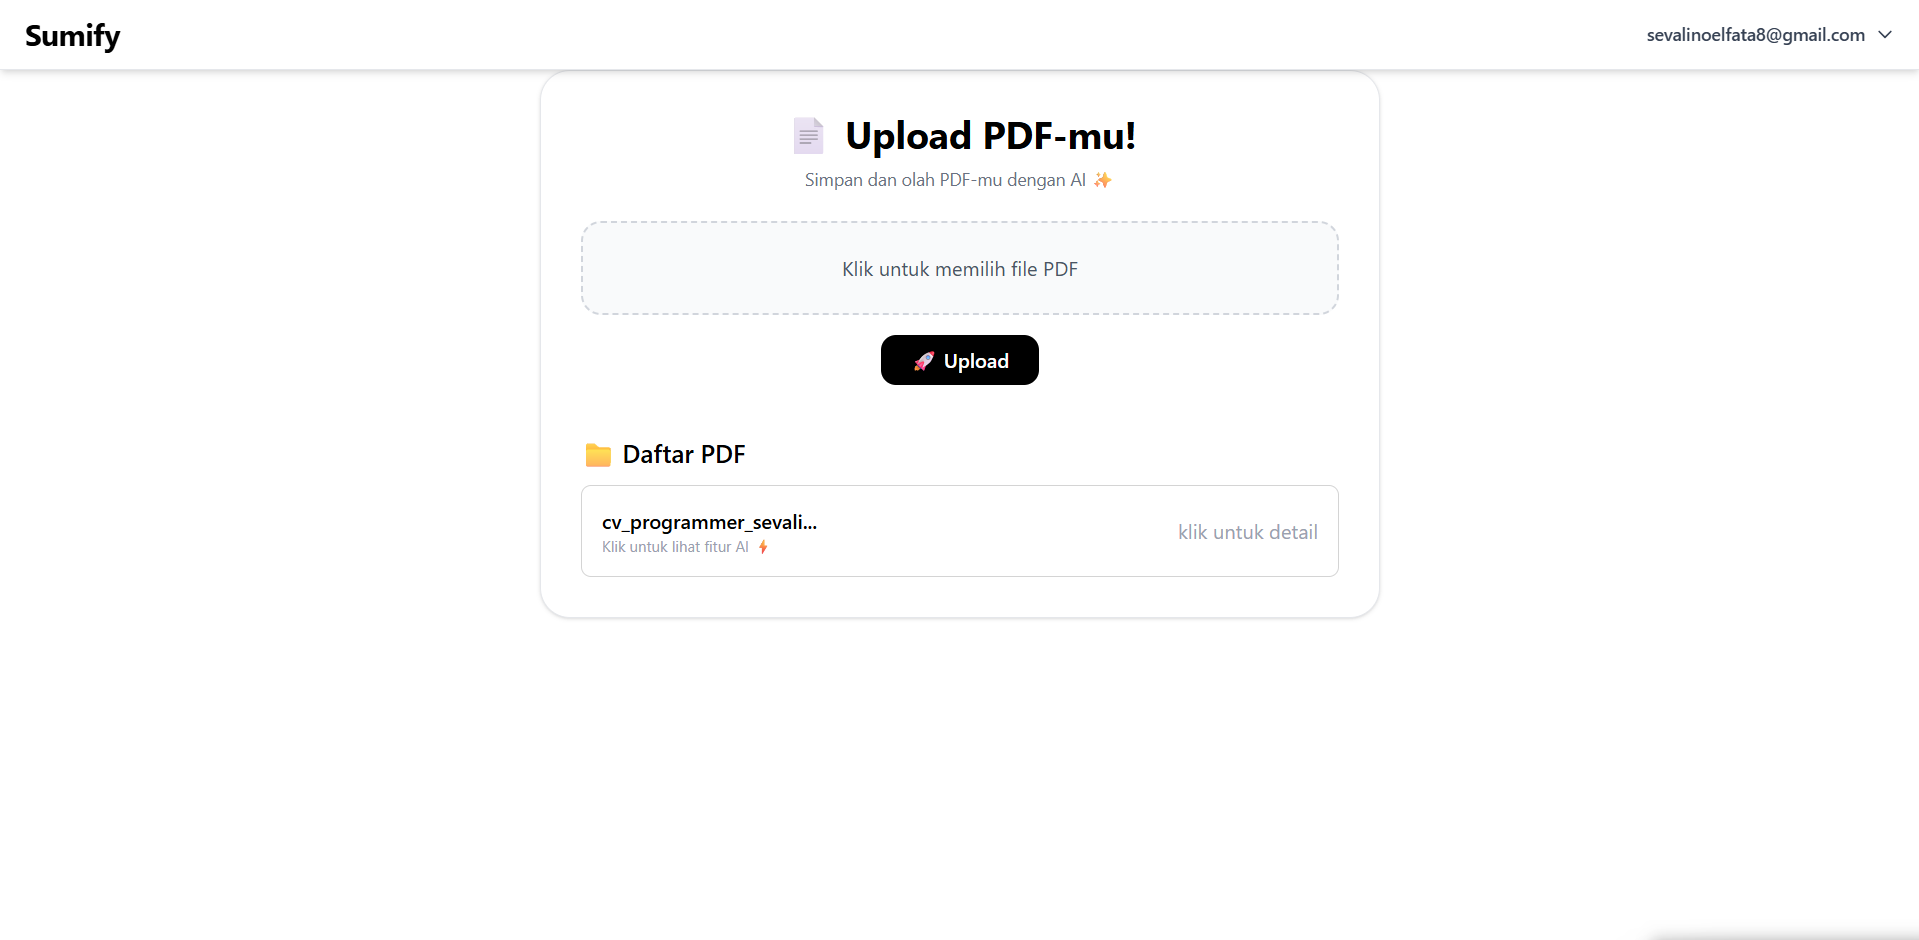 Sumify
sevalinoelfata8@gmail.com
Upload PDF-mu!
Simpan dan olah PDF-mu dengan AI ✨
Klik untuk memilih file PDF
🚀 Upload
📁 Daftar PDF
cv_programmer_sevali...
Klik untuk lihat fitur AI ⚡
klik untuk detail